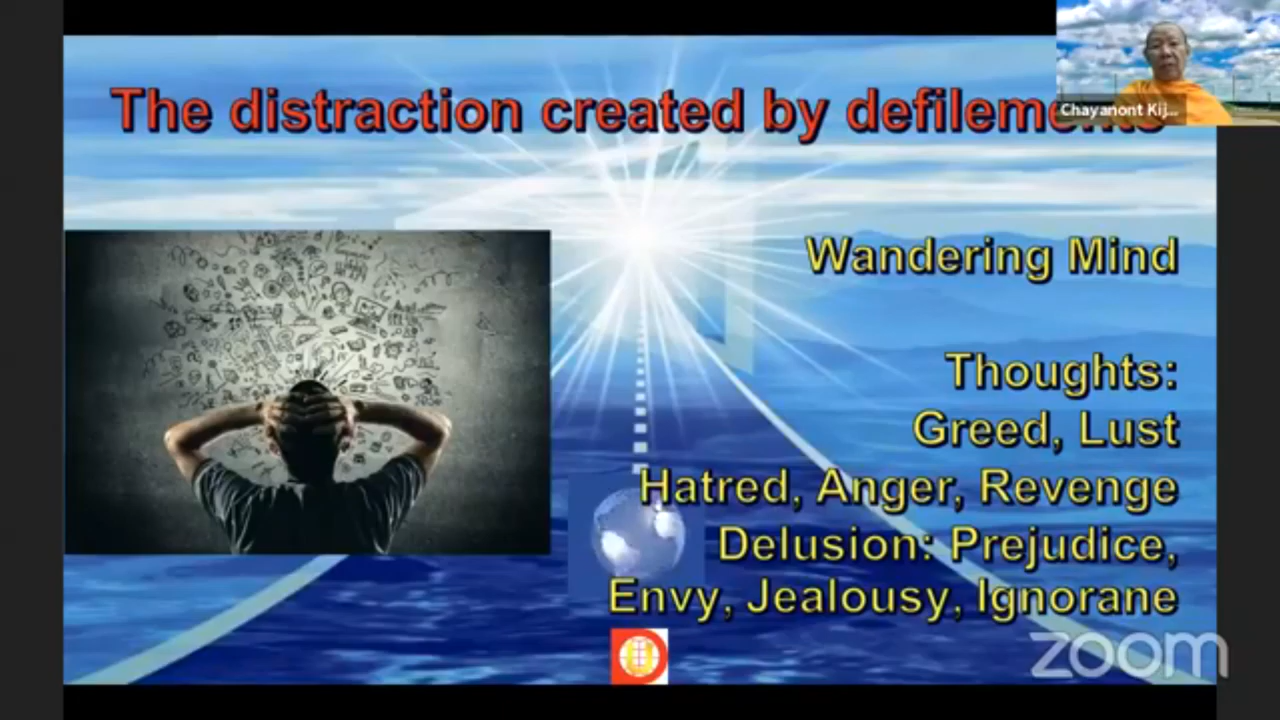 The distraction created by defilements
Chayanont Kij...
Wandering Mind
Thoughts:
Greed, Lust
Hatred, Anger, Revenge
Delusion: Prejudice,
Envy, Jealousy, Ignorane
zoom